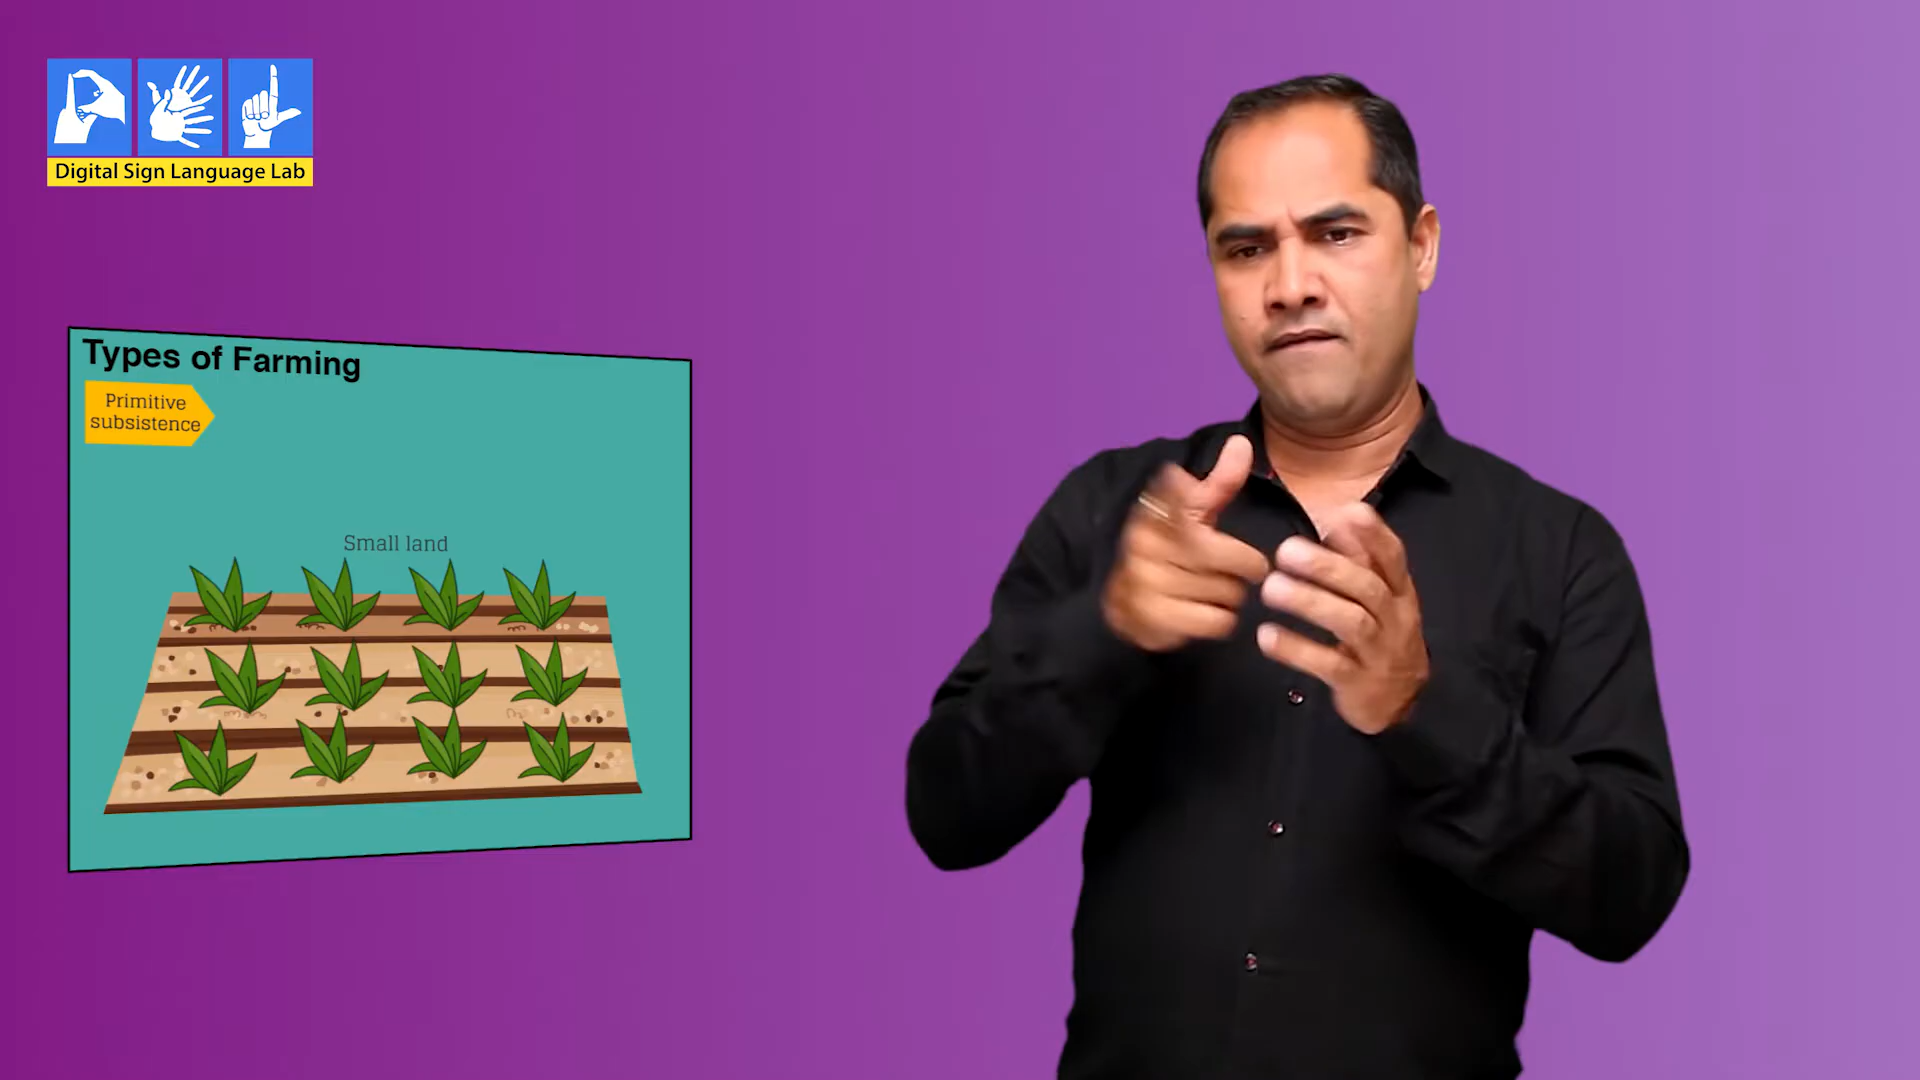 Digital Sign Language Lab
Types of Farming
Primitive
subsistence
Small land